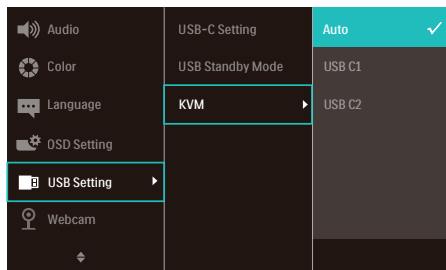 Audio
Color
Language
OSD Setting
USB Setting
Webcam
USB-C Setting
USB Standby Mode
KVM
Auto
USB C1
USB C2